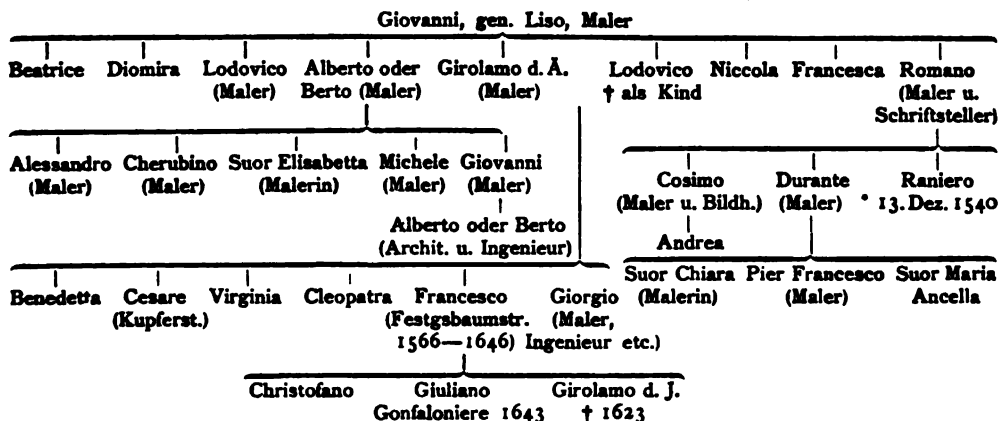 Giovanni, gen. Liso, Maler
Beatrice Diomira Lodovico Alberto oder Girolamo d. Ä. Lodovico Niccola Francesca Romano
(Maler) Berto (Maler) (Maler) † als Kind (Maler u.
Schriftsteller)
Alessandro Cherubino Suor Elisabetta Michele Giovanni
(Maler) (Maler) (Malerin) (Maler) (Maler)
Cosimo Durante Raniero
(Maler u. Bildh.) (Maler) * 13. Dez. 1540
Alberto oder Berto
(Archit. u. Ingenieur)
Andrea
Suor Chiara Pier Francesco Suor Maria
(Malerin) (Maler) Ancella
Benedetta Cesare Virginia Cleopatra Francesco Giorgio
(Kupferst.) (Festgsbaumstr. (Maler,
1566—1646) Ingenieur etc.)
Christofano Giuliano Girolamo d. J.
Gonfaloniere 1643 † 1623